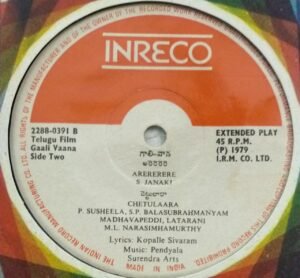 INRECO
2288-0391 B
Telugu Film
Gaali Vaana
Side Two
EXTENDED PLAY
45 R.P.M.
(P) 1979
I.R.M. CO. LTD.
గాలి-వాన
ARERERERE
S. JANAKI
CHETULAARA
P. SUSHEELA, S.P. BALASUBRAHMANYAM
MADHAVAPEDDI, LATARANI
M.L. NARASIMHAMURTHY
Lyrics: Kopalle Sivaram
Music: Pendyala
Surendra Arts
MADE IN INDIA